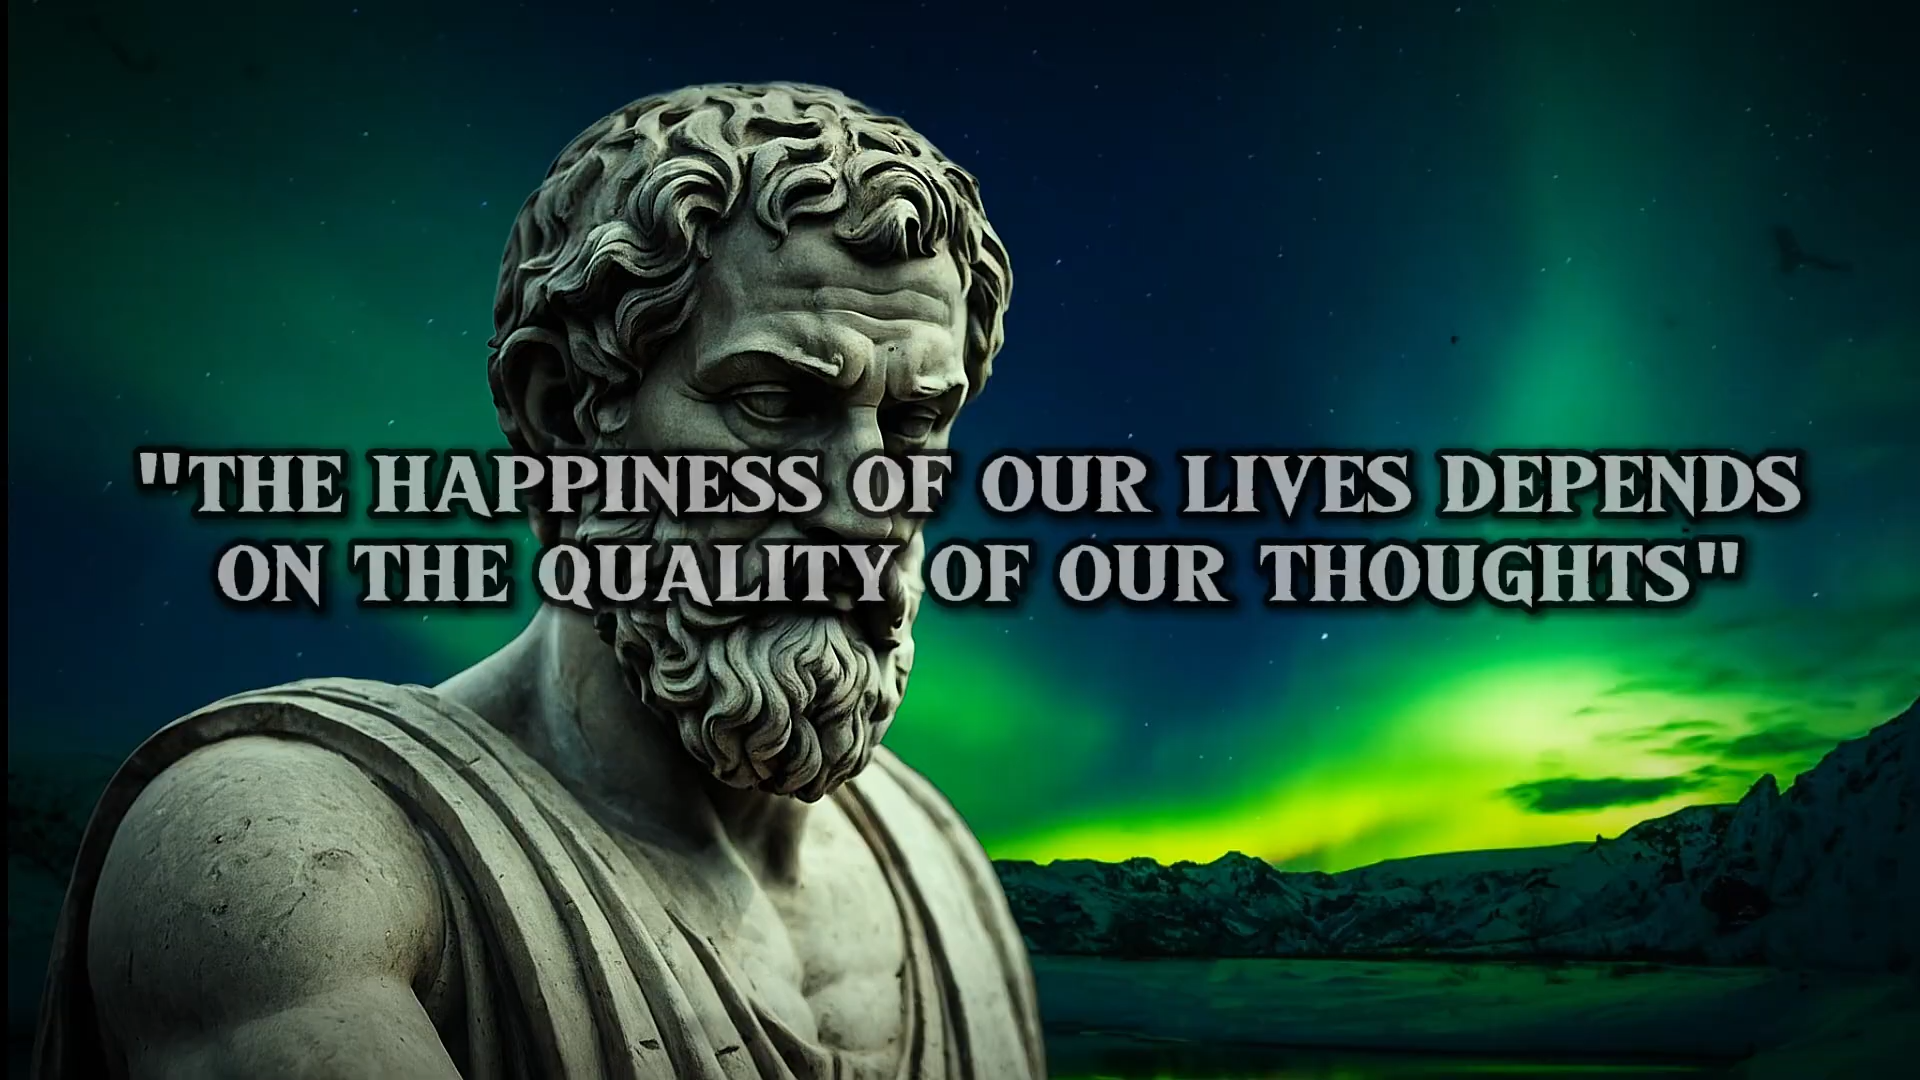 "THE HAPPINESS OF OUR LIVES DEPENDS
ON THE QUALITY OF OUR THOUGHTS"